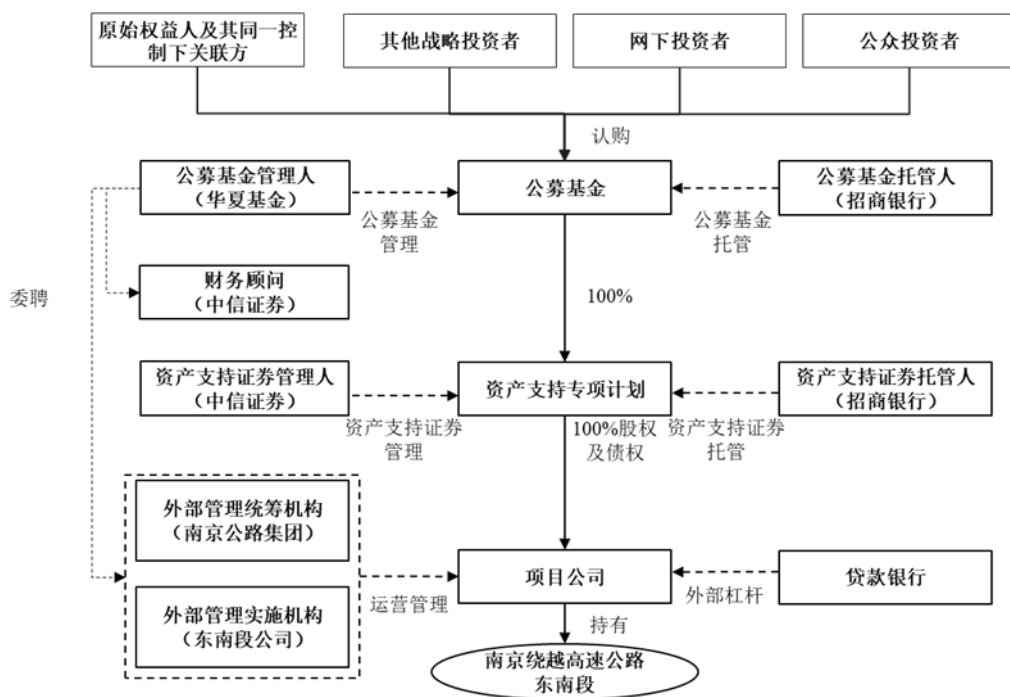 原始权益人及其同一控
制下关联方
其他战略投资者
网下投资者
公众投资者
认购
公募基金管理人
（华夏基金）
公募基金
公募基金托管人
（招商银行）
公募基金
管理
公募基金
托管
委聘
财务顾问
（中信证券）
100%
资产支持证券管理人
（中信证券）
资产支持专项计划
资产支持证券托管人
（招商银行）
资产支持证券
管理
100%股权
及债权
资产支持证券
托管
外部管理统筹机构
（南京公路集团）
外部管理实施机构
（东南段公司）
运营管理
项目公司
外部杠杆
贷款银行
持有
南京绕越高速公路
东南段